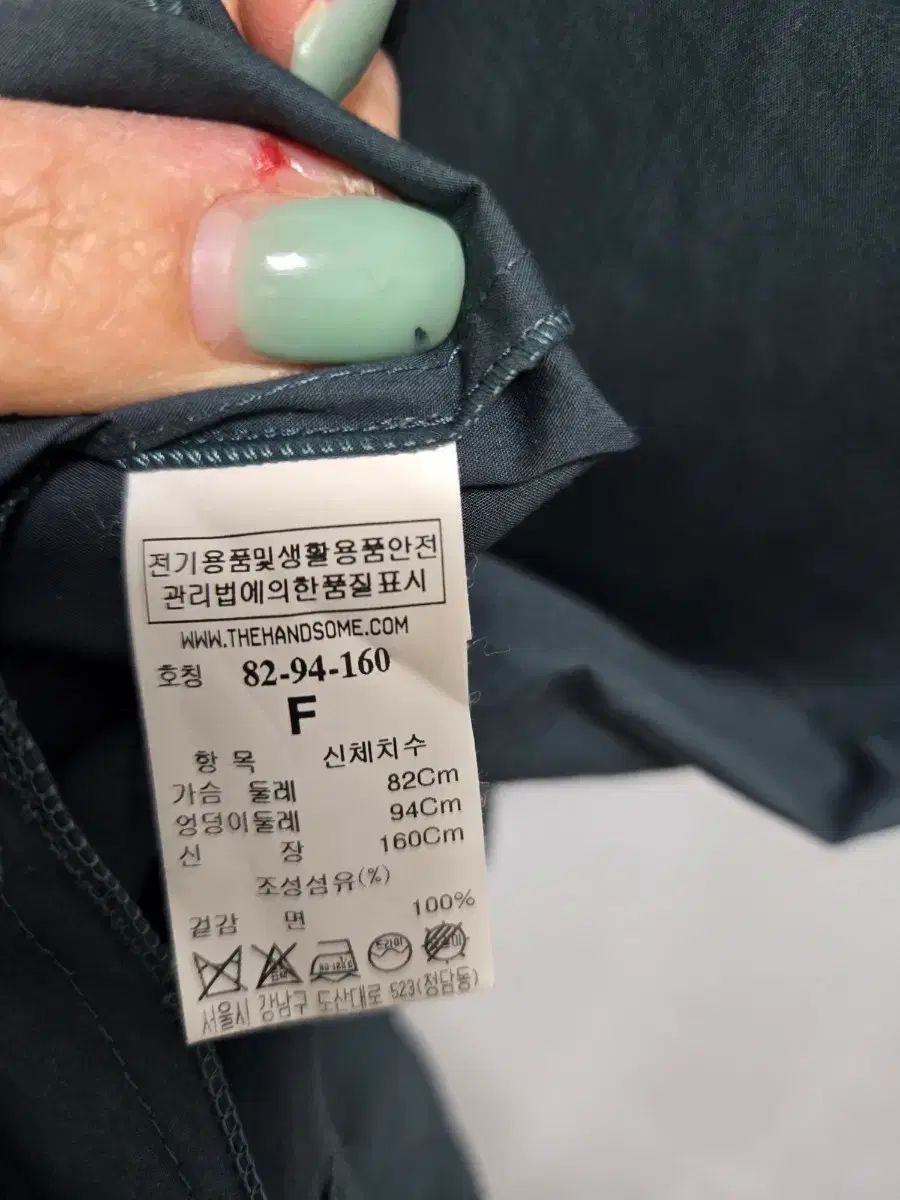 전기용품및생활용품안전
관리법에의한품질표시
WWW.THEHANDSOME.COM
호칭 82-94-160
F
항 목 신체치수
가슴 둘레 82Cm
엉덩이둘레 94Cm
신 장 160Cm
조성섬유(%)
겉감 면 100%
서울시 강남구 도산대로 523(청담동)